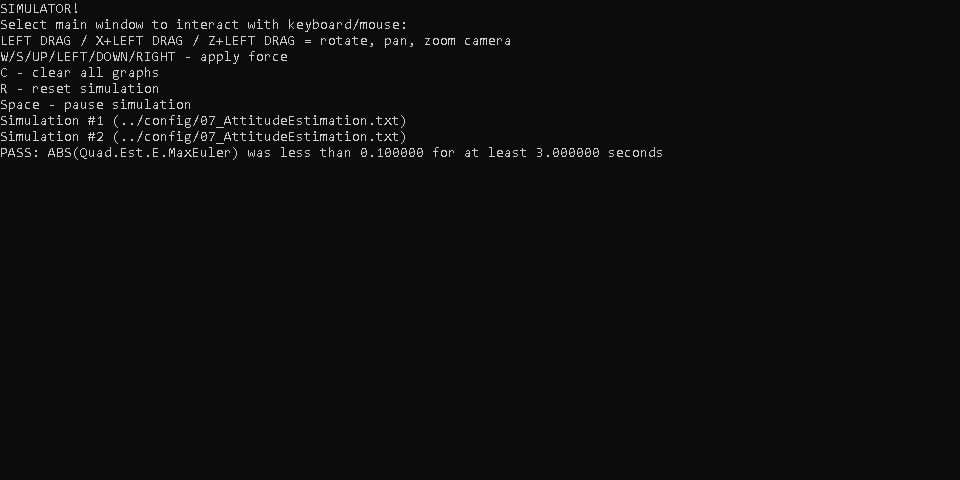 SIMULATOR!
Select main window to interact with keyboard/mouse:
LEFT DRAG / X+LEFT DRAG / Z+LEFT DRAG = rotate, pan, zoom camera
W/S/UP/LEFT/DOWN/RIGHT - apply force
C - clear all graphs
R - reset simulation
Space - pause simulation
Simulation #1 (../config/07_AttitudeEstimation.txt)
Simulation #2 (../config/07_AttitudeEstimation.txt)
PASS: ABS(Quad.Est.E.MaxEuler) was less than 0.100000 for at least 3.000000 seconds